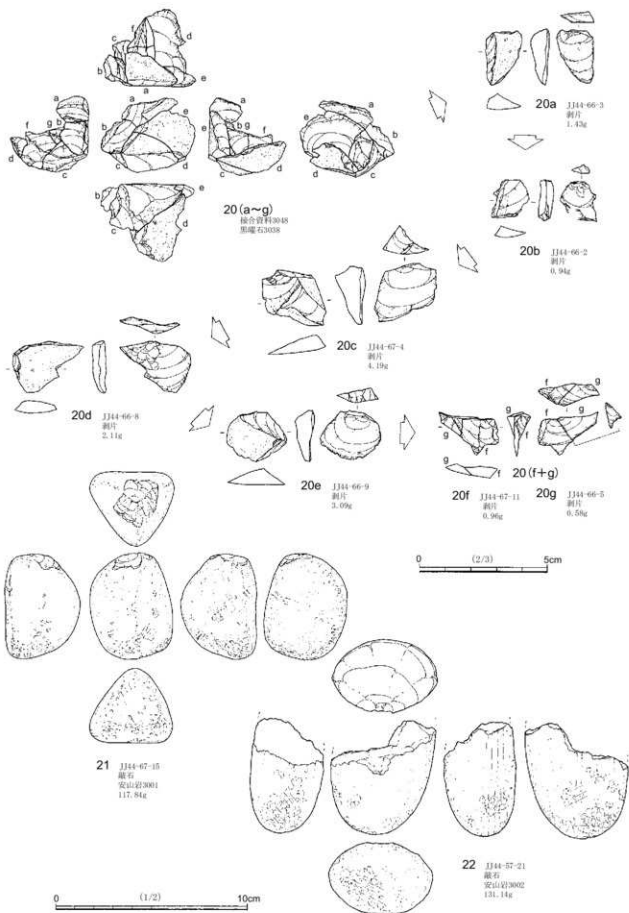 f
d
c
b
e
a
a
g b
f
d
c
a
e
b
d
c
a
e
b g
f
d
c
a
e
b
d
c
b
e
c
d
20 (a~g)
接合資料3048
黒曜石3038
20a
JJ44-66-3
剥片
1.43g
20b
JJ44-66-2
剥片
0.94g
20c
JJ44-67-4
剥片
4.19g
20d
JJ44-66-8
剥片
2.11g
20e
JJ44-66-9
剥片
3.09g
f
g
g
f
g
f
f
g
g
f
20 (f+g)
20f
JJ44-67-11
剥片
0.96g
20g
JJ44-66-5
剥片
0.58g
0 (2/3) 5cm
21
JJ44-67-15
敲石
安山岩3001
117.84g
22
JJ44-57-21
敲石
安山岩3002
131.14g
0 (1/2) 10cm